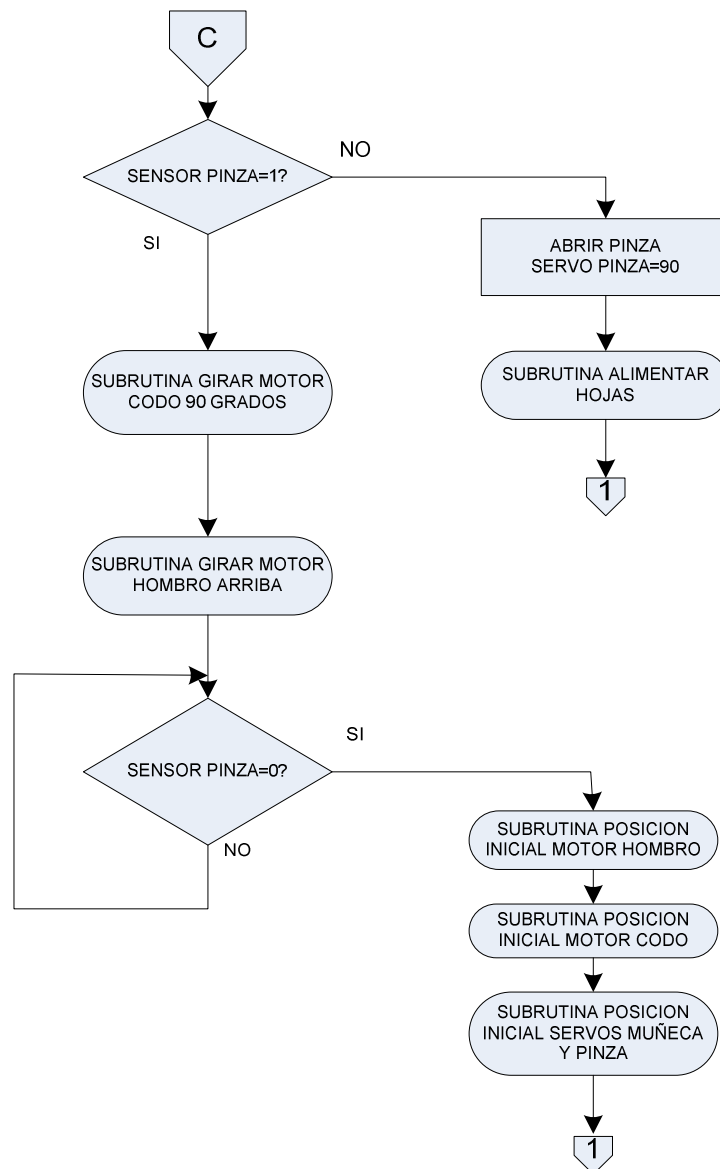 C
SENSOR PINZA=1?
NO
SI
ABRIR PINZA
SERVO PINZA=90
SUBRUTINA GIRAR MOTOR
CODO 90 GRADOS
SUBRUTINA ALIMENTAR
HOJAS
1
SUBRUTINA GIRAR MOTOR
HOMBRO ARRIBA
SENSOR PINZA=0?
SI
NO
SUBRUTINA POSICION
INICIAL MOTOR HOMBRO
SUBRUTINA POSICION
INICIAL MOTOR CODO
SUBRUTINA POSICION
INICIAL SERVOS MUÑECA
Y PINZA
1